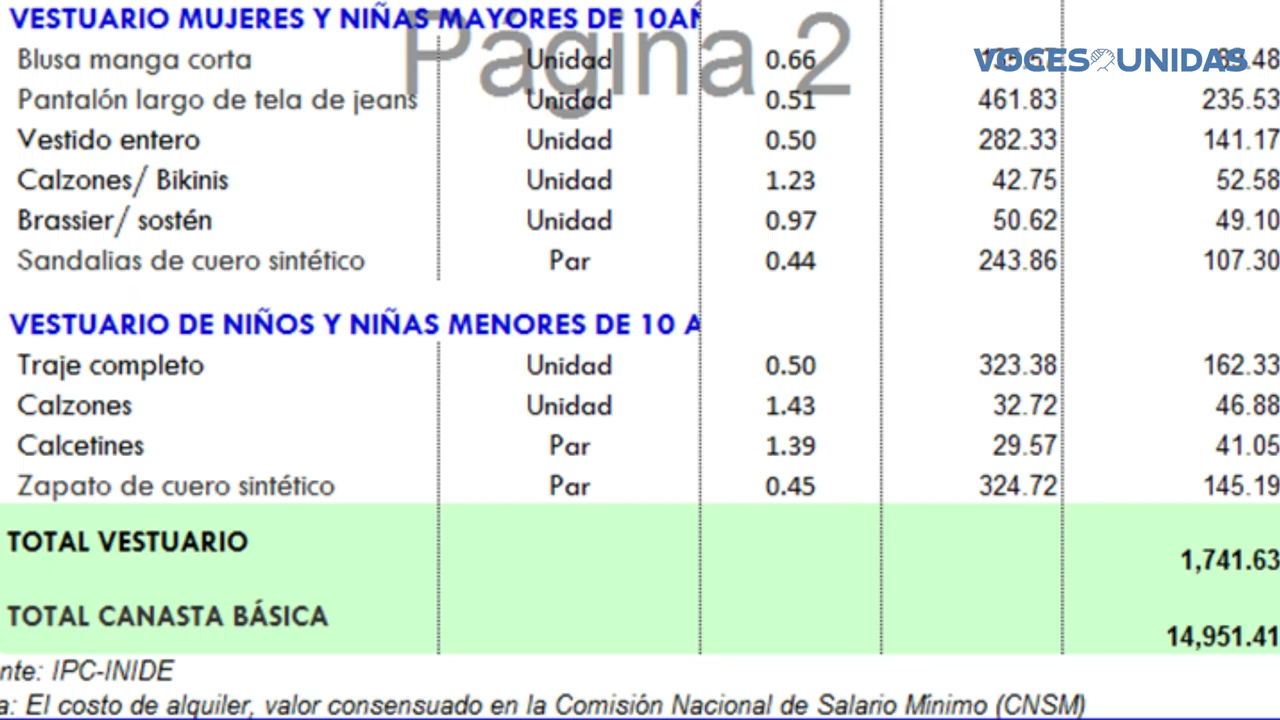 VESTUARIO MUJERES Y NIÑAS MAYORES DE 10AÑ
Página 2
VOCES UNIDAS
Blusa manga corta Unidad 0.66
Pantalón largo de tela de jeans Unidad 0.51 461.83 235.53
Vestido entero Unidad 0.50 282.33 141.17
Calzones/ Bikinis Unidad 1.23 42.75 52.58
Brassier/ sostén Unidad 0.97 50.62 49.10
Sandalias de cuero sintético Par 0.44 243.86 107.30
VESTUARIO DE NIÑOS Y NIÑAS MENORES DE 10 A
Traje completo Unidad 0.50 323.38 162.33
Calzones Unidad 1.43 32.72 46.88
Calcetines Par 1.39 29.57 41.05
Zapato de cuero sintético Par 0.45 324.72 145.19
TOTAL VESTUARIO 1,741.63
TOTAL CANASTA BÁSICA 14,951.41
nte: IPC-INIDE
a: El costo de alquiler, valor consensuado en la Comisión Nacional de Salario Mínimo (CNSM)